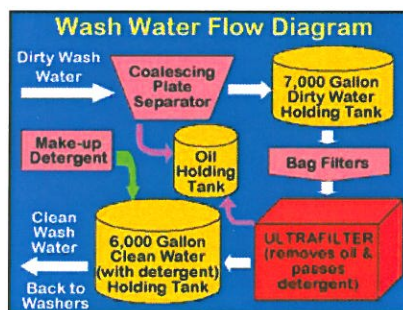 Wash Water Flow Diagram
Dirty Wash
Water
Coalescing
Plate
Separator
7,000 Gallon
Dirty Water
Holding Tank
Make-up
Detergent
Oil
Holding
Tank
Bag Filters
Clean
Wash
Water
Back to
Washers
6,000 Gallon
Clean Water
(with detergent)
Holding Tank
ULTRAFILTER
(removes oil &
passes
detergent)